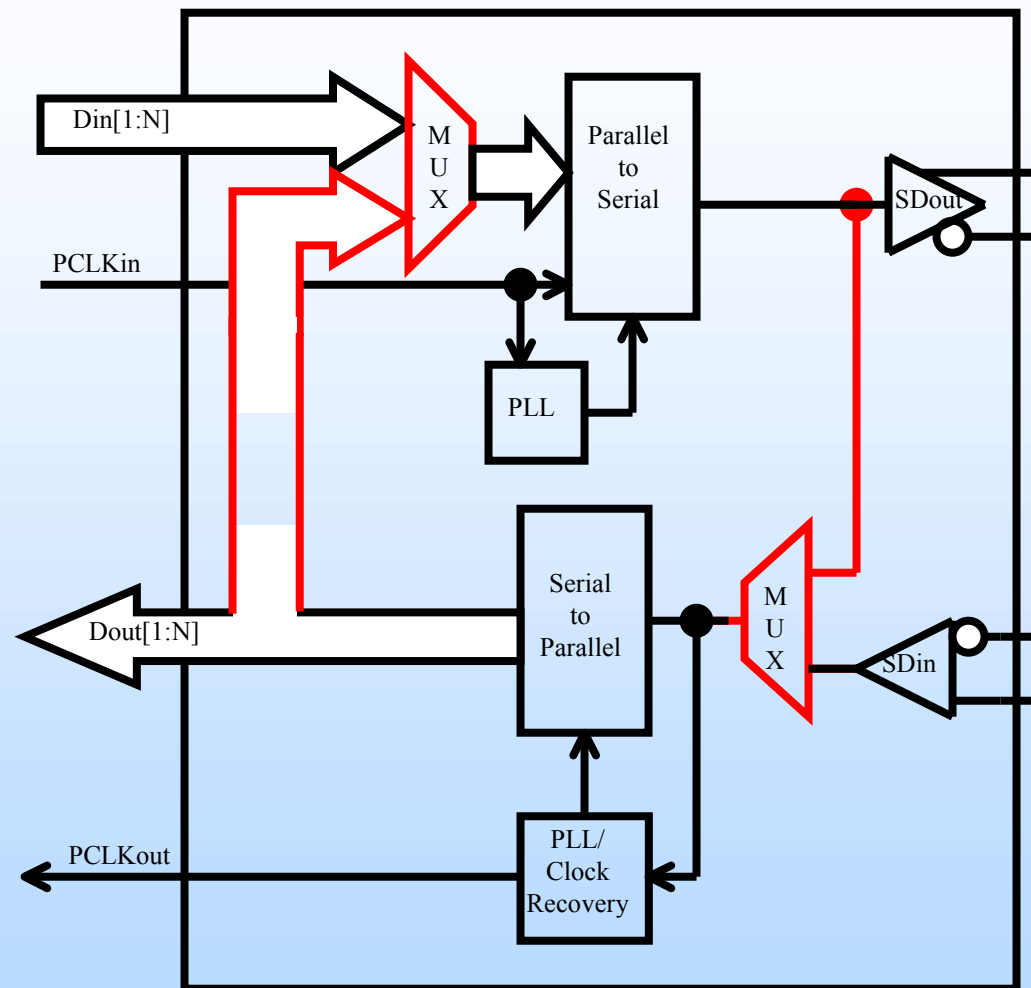 Din[1:N]
M
U
X
Parallel
to
Serial
SDout
PCLKin
PLL
Serial
to
Parallel
M
U
X
SDin
Dout[1:N]
PCLKout
PLL/
Clock
Recovery